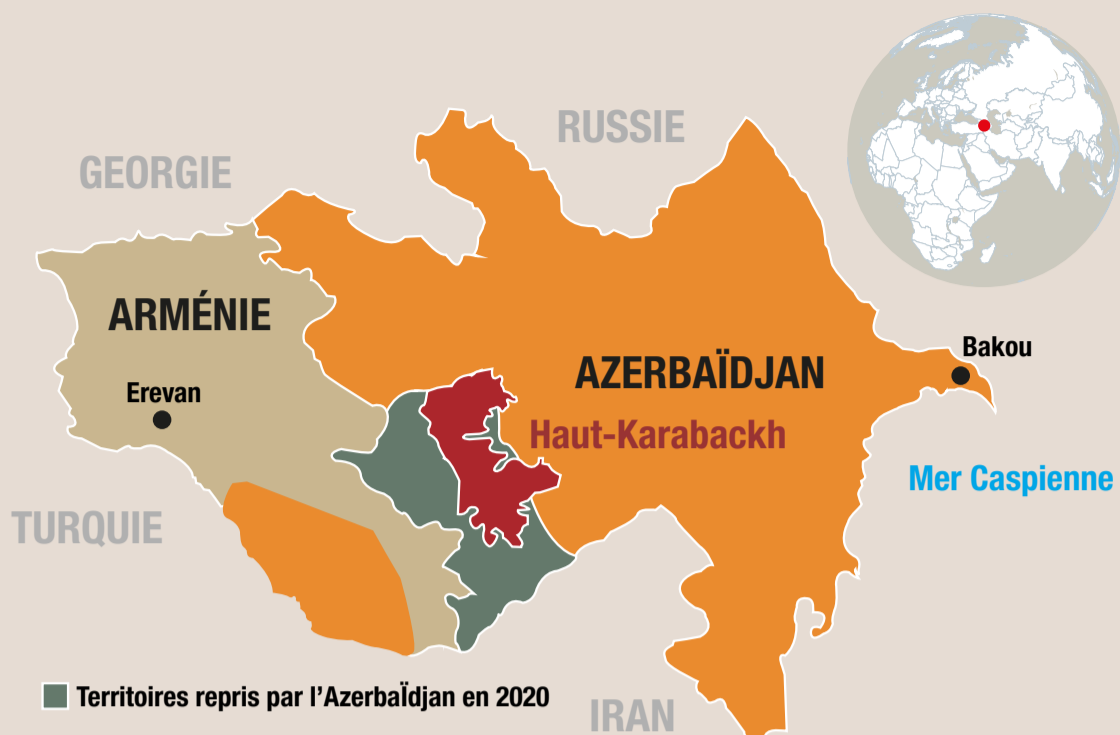 RUSSIE
GEORGIE
ARMÉNIE
Erevan
AZERBAÏDJAN
Bakou
Haut-Karabackh
Mer Caspienne
TURQUIE
Territoires repris par l'AzerbaÏdjan en 2020
IRAN